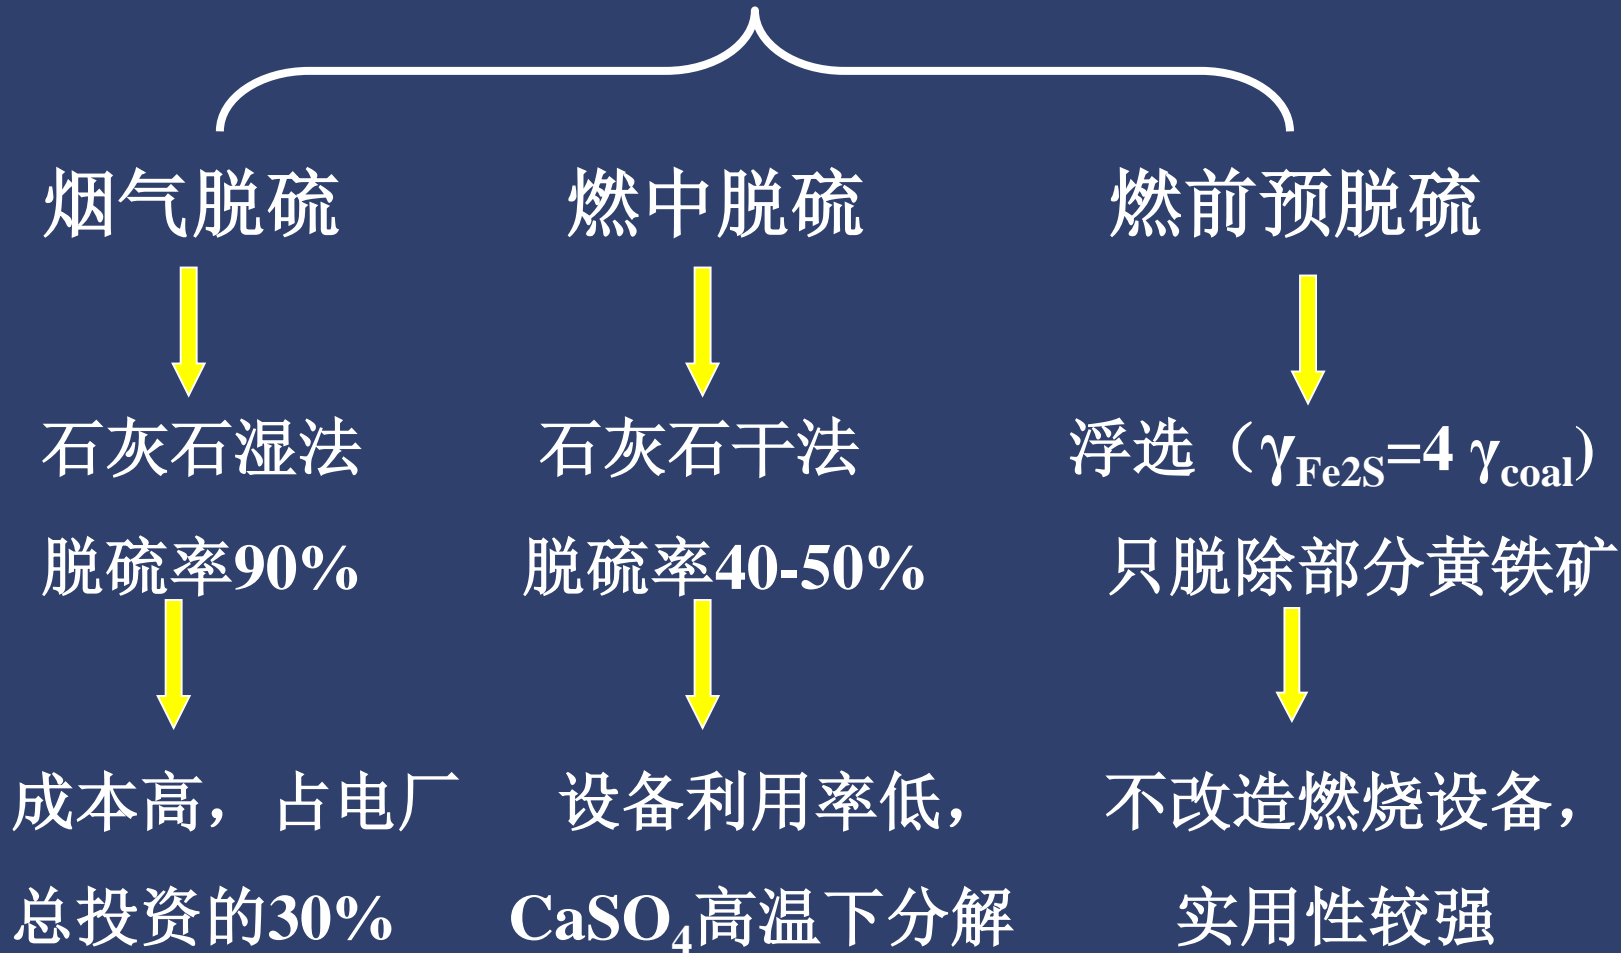 烟气脱硫
石灰石湿法
脱硫率90%
成本高，占电厂
总投资的30%
燃中脱硫
石灰石干法
脱硫率40-50%
设备利用率低，
CaSO₄高温下分解
燃前预脱硫
浮选（γFe2S=4 γcoal)
只脱除部分黄铁矿
不改造燃烧设备，
实用性较强